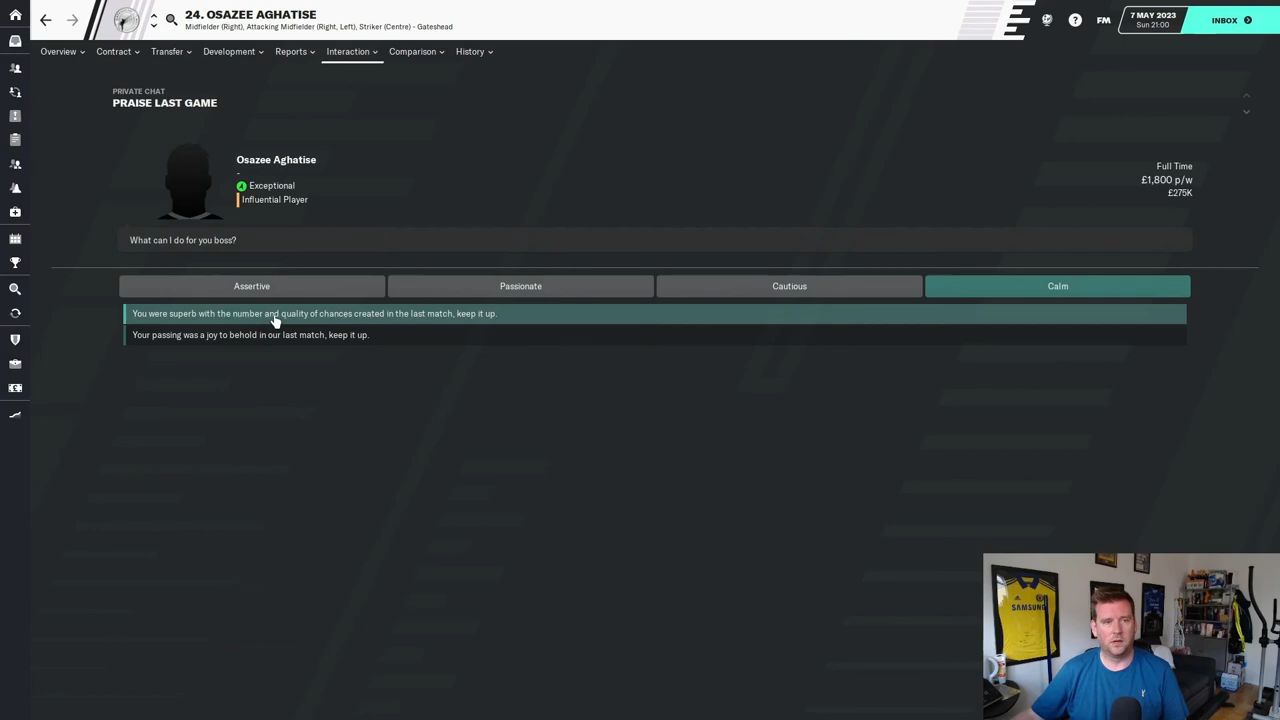 24. OSAZEE AGHATISE
Midfielder (Right), Attacking Midfielder (Right, Left), Striker (Centre) - Gateshead
FM
7 MAY 2023
Sun 21:00
INBOX
Overview
Contract
Transfer
Development
Reports
Interaction
Comparison
History
PRIVATE CHAT
PRAISE LAST GAME
Osazee Aghatise
-
Exceptional
Influential Player
Full Time
£1,800 p/w
£275K
What can I do for you boss?
Assertive
Passionate
Cautious
Calm
You were superb with the number and quality of chances created in the last match, keep it up.
Your passing was a joy to behold in our last match, keep it up.
SAMSUNG